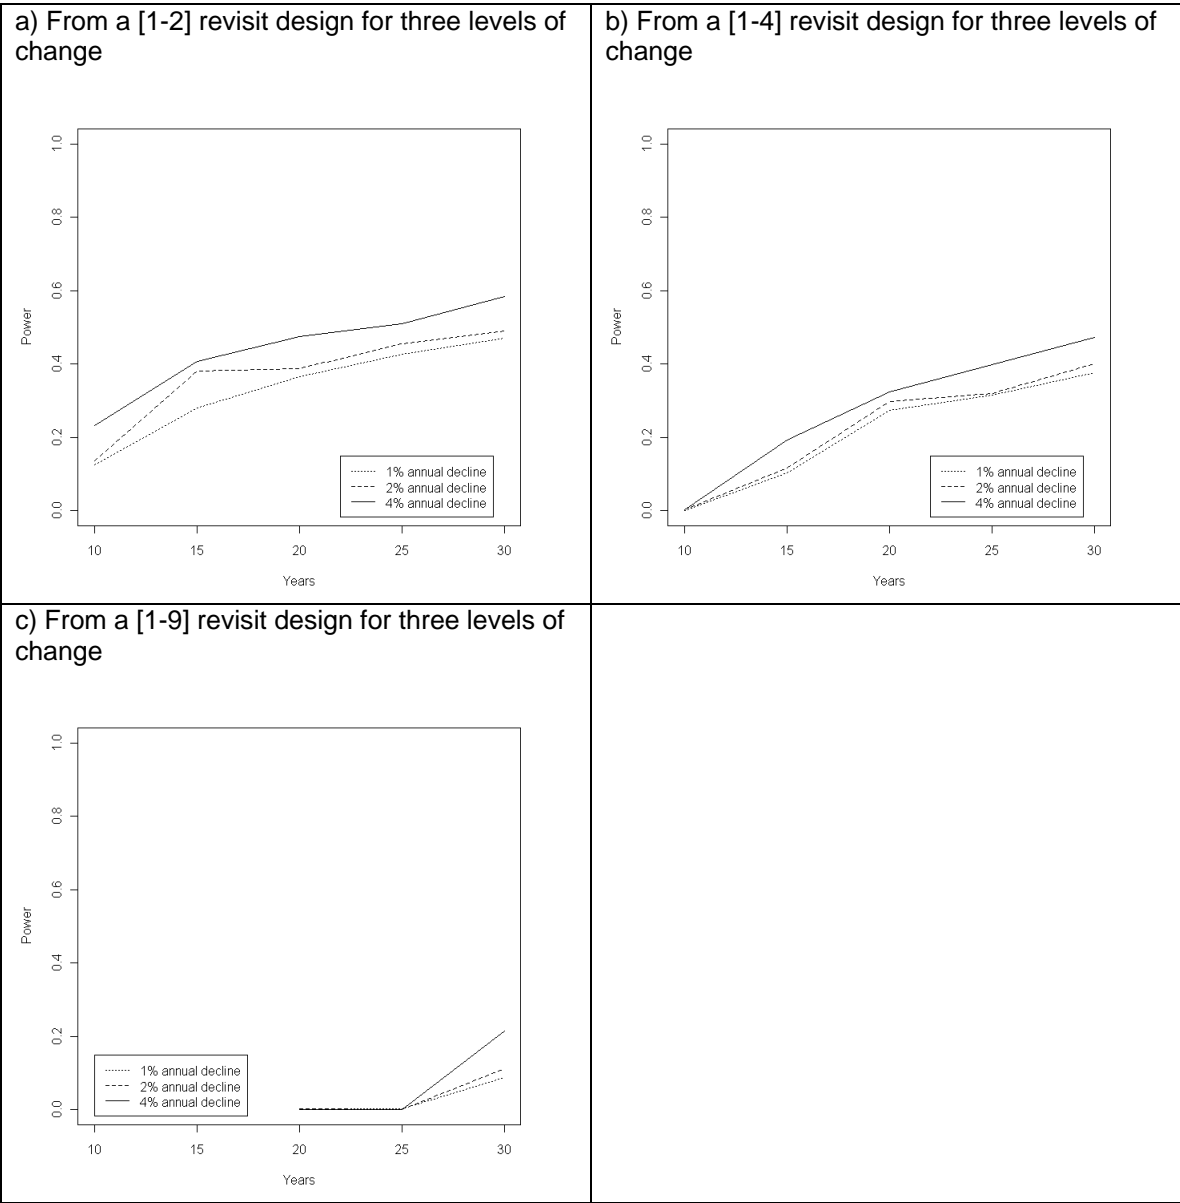 a) From a [1-2] revisit design for three levels of
change
1.0
0.8
0.6
0.4
0.2
0.0
Power
1% annual decline
2% annual decline
4% annual decline
10 15 20 25 30
Years
b) From a [1-4] revisit design for three levels of
change
1.0
0.8
0.6
0.4
0.2
0.0
Power
1% annual decline
2% annual decline
4% annual decline
10 15 20 25 30
Years
c) From a [1-9] revisit design for three levels of
change
1.0
0.8
0.6
0.4
0.2
0.0
Power
1% annual decline
2% annual decline
4% annual decline
10 15 20 25 30
Years